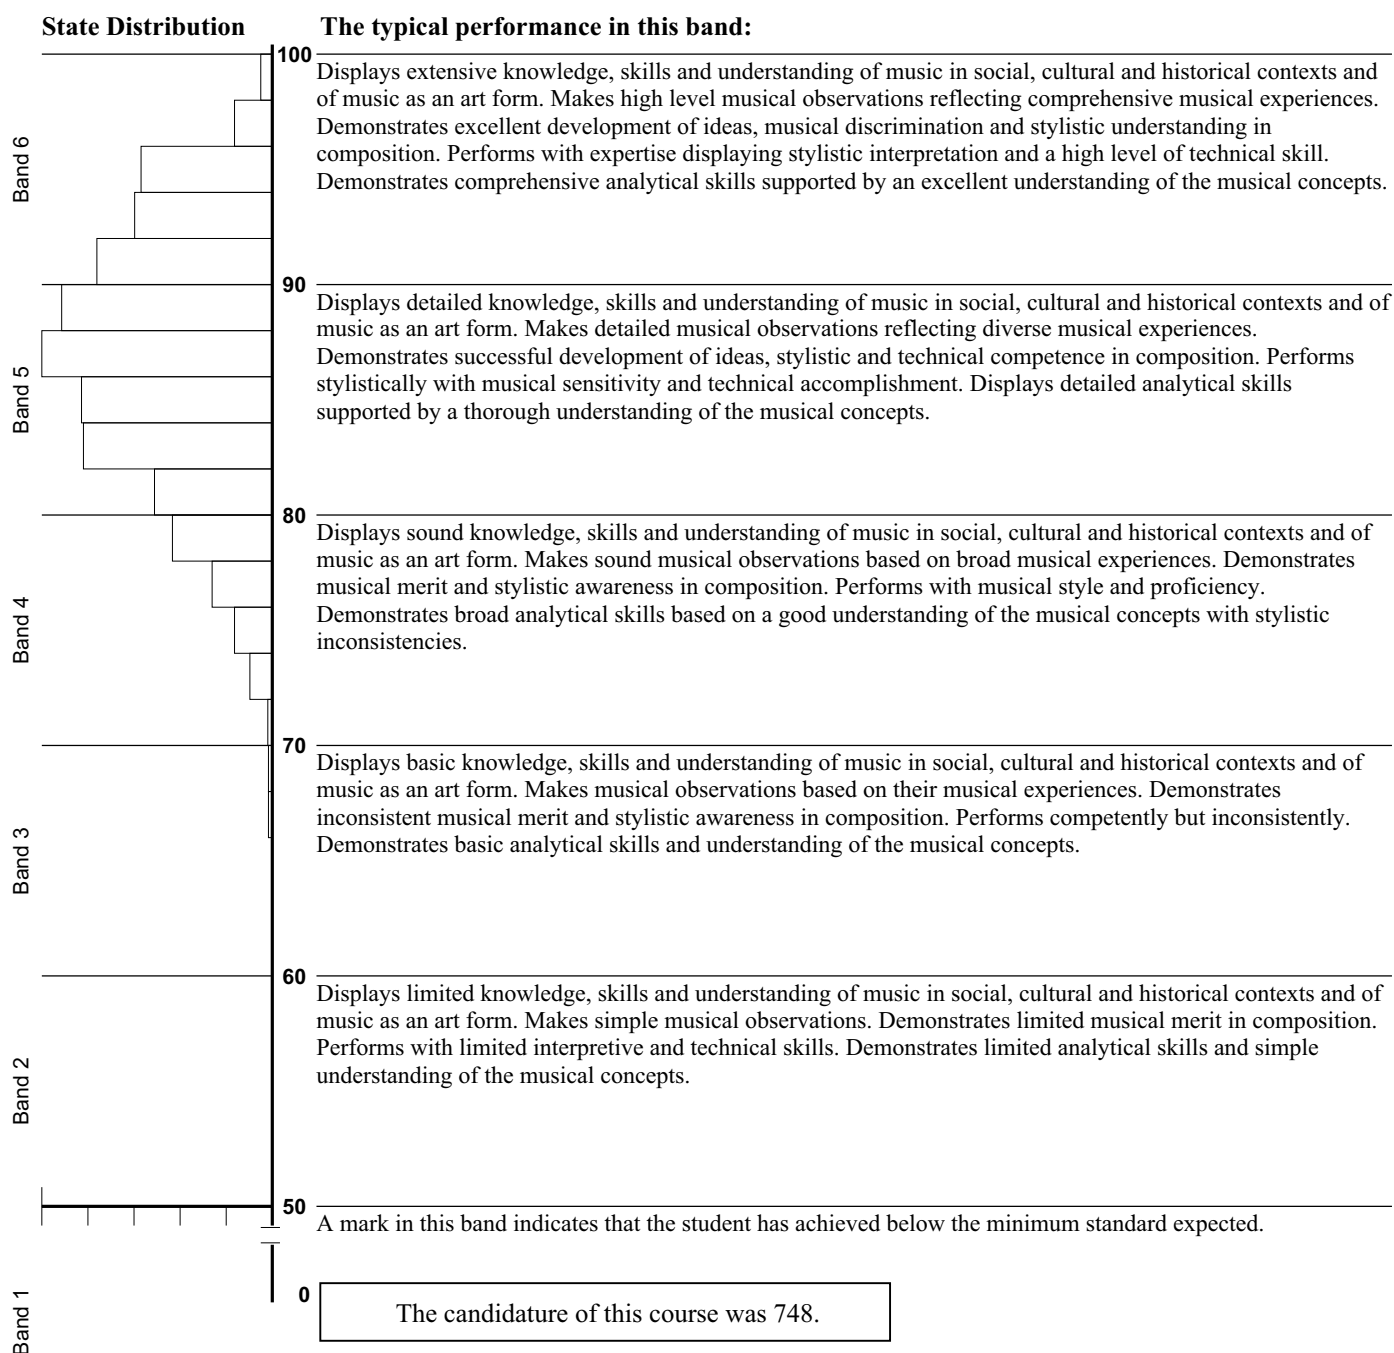 State Distribution
The typical performance in this band:
100
Band 6
Displays extensive knowledge, skills and understanding of music in social, cultural and historical contexts and
of music as an art form. Makes high level musical observations reflecting comprehensive musical experiences.
Demonstrates excellent development of ideas, musical discrimination and stylistic understanding in
composition. Performs with expertise displaying stylistic interpretation and a high level of technical skill.
Demonstrates comprehensive analytical skills supported by an excellent understanding of the musical concepts.
90
Band 5
Displays detailed knowledge, skills and understanding of music in social, cultural and historical contexts and of
music as an art form. Makes detailed musical observations reflecting diverse musical experiences.
Demonstrates successful development of ideas, stylistic and technical competence in composition. Performs
stylistically with musical sensitivity and technical accomplishment. Displays detailed analytical skills
supported by a thorough understanding of the musical concepts.
80
Band 4
Displays sound knowledge, skills and understanding of music in social, cultural and historical contexts and of
music as an art form. Makes sound musical observations based on broad musical experiences. Demonstrates
musical merit and stylistic awareness in composition. Performs with musical style and proficiency.
Demonstrates broad analytical skills based on a good understanding of the musical concepts with stylistic
inconsistencies.
70
Band 3
Displays basic knowledge, skills and understanding of music in social, cultural and historical contexts and of
music as an art form. Makes musical observations based on their musical experiences. Demonstrates
inconsistent musical merit and stylistic awareness in composition. Performs competently but inconsistently.
Demonstrates basic analytical skills and understanding of the musical concepts.
60
Band 2
Displays limited knowledge, skills and understanding of music in social, cultural and historical contexts and of
music as an art form. Makes simple musical observations. Demonstrates limited musical merit in composition.
Performs with limited interpretive and technical skills. Demonstrates limited analytical skills and simple
understanding of the musical concepts.
50
A mark in this band indicates that the student has achieved below the minimum standard expected.
Band 1
0
The candidature of this course was 748.